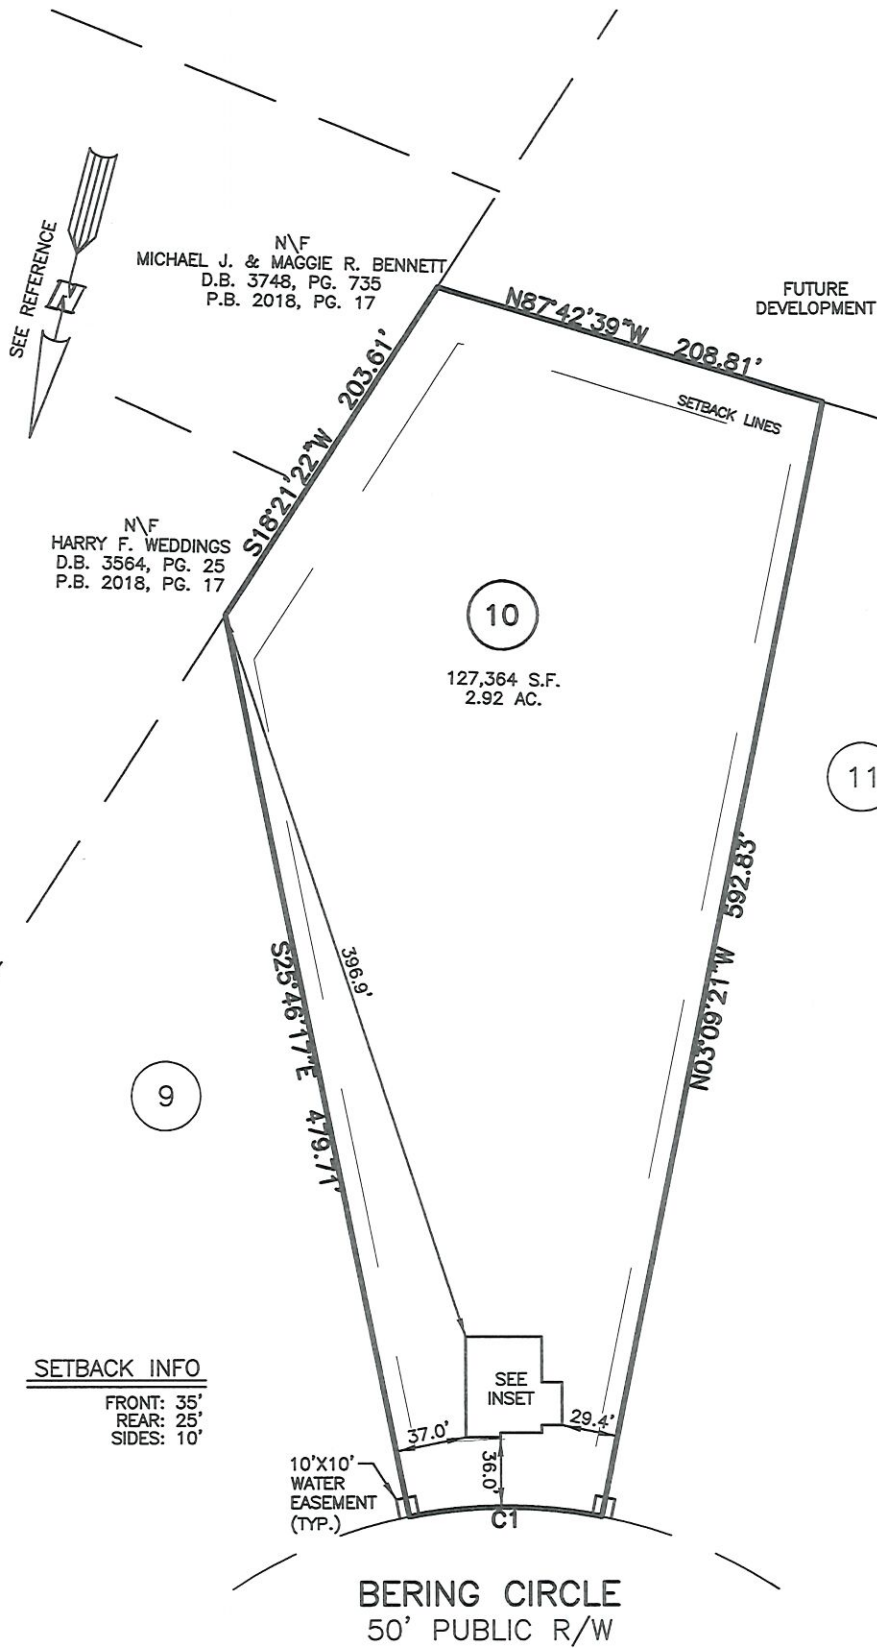 SEE REFERENCE
N
N\F
MICHAEL J. & MAGGIE R. BENNETT
D.B. 3748, PG. 735
P.B. 2018, PG. 17
FUTURE
DEVELOPMENT
N87°42'39"W 208.81'
S18°21'22"W 203.61'
SETBACK LINES
N\F
HARRY F. WEDDINGS
D.B. 3564, PG. 25
P.B. 2018, PG. 17
10
127,364 S.F.
2.92 AC.
11
N03°09'21"W 592.83'
396.9'
S25°46'17"E 479.71'
9
SETBACK INFO
FRONT: 35'
REAR: 25'
SIDES: 10'
SEE
INSET
37.0'
29.4'
36.0'
10'X10'
WATER
EASEMENT
(TYP.)
C1
BERING CIRCLE
50' PUBLIC R/W